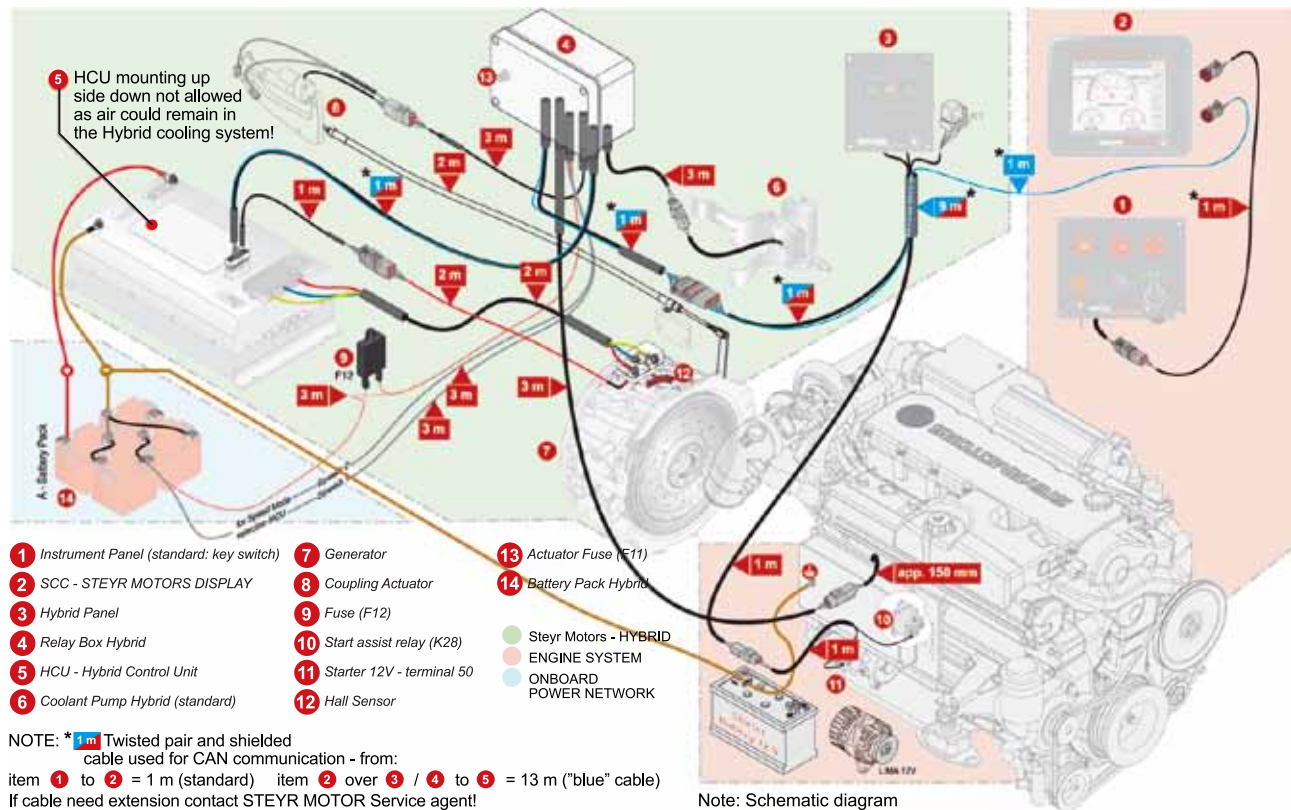 5 HCU mounting up
side down not allowed
as air could remain in
the Hybrid cooling system!
4
13
8
3
2
K1
3 m
2 m
* 1 m
1 m
3 m
6
* 1 m
9 m *
* 1 m
1
* 1 m
* 1 m
2 m
2 m
9
F12
12
3 m
3 m
3 m
3 m
7
A - Battery Pack
14
1 m
app. 150 mm
10
1 m
11
LIMA 12V
1 Instrument Panel (standard: key switch)
2 SCC - STEYR MOTORS DISPLAY
3 Hybrid Panel
4 Relay Box Hybrid
5 HCU - Hybrid Control Unit
6 Coolant Pump Hybrid (standard)
7 Generator
8 Coupling Actuator
9 Fuse (F12)
10 Start assist relay (K28)
11 Starter 12V - terminal 50
12 Hall Sensor
13 Actuator Fuse (F11)
14 Battery Pack Hybrid
Steyr Motors - HYBRID
ENGINE SYSTEM
ONBOARD
POWER NETWORK
NOTE: * 1 m Twisted pair and shielded
cable used for CAN communication - from:
item 1 to 2 = 1 m (standard) item 2 over 3 / 4 to 5 = 13 m ("blue" cable)
If cable need extension contact STEYR MOTOR Service agent!
Note: Schematic diagram